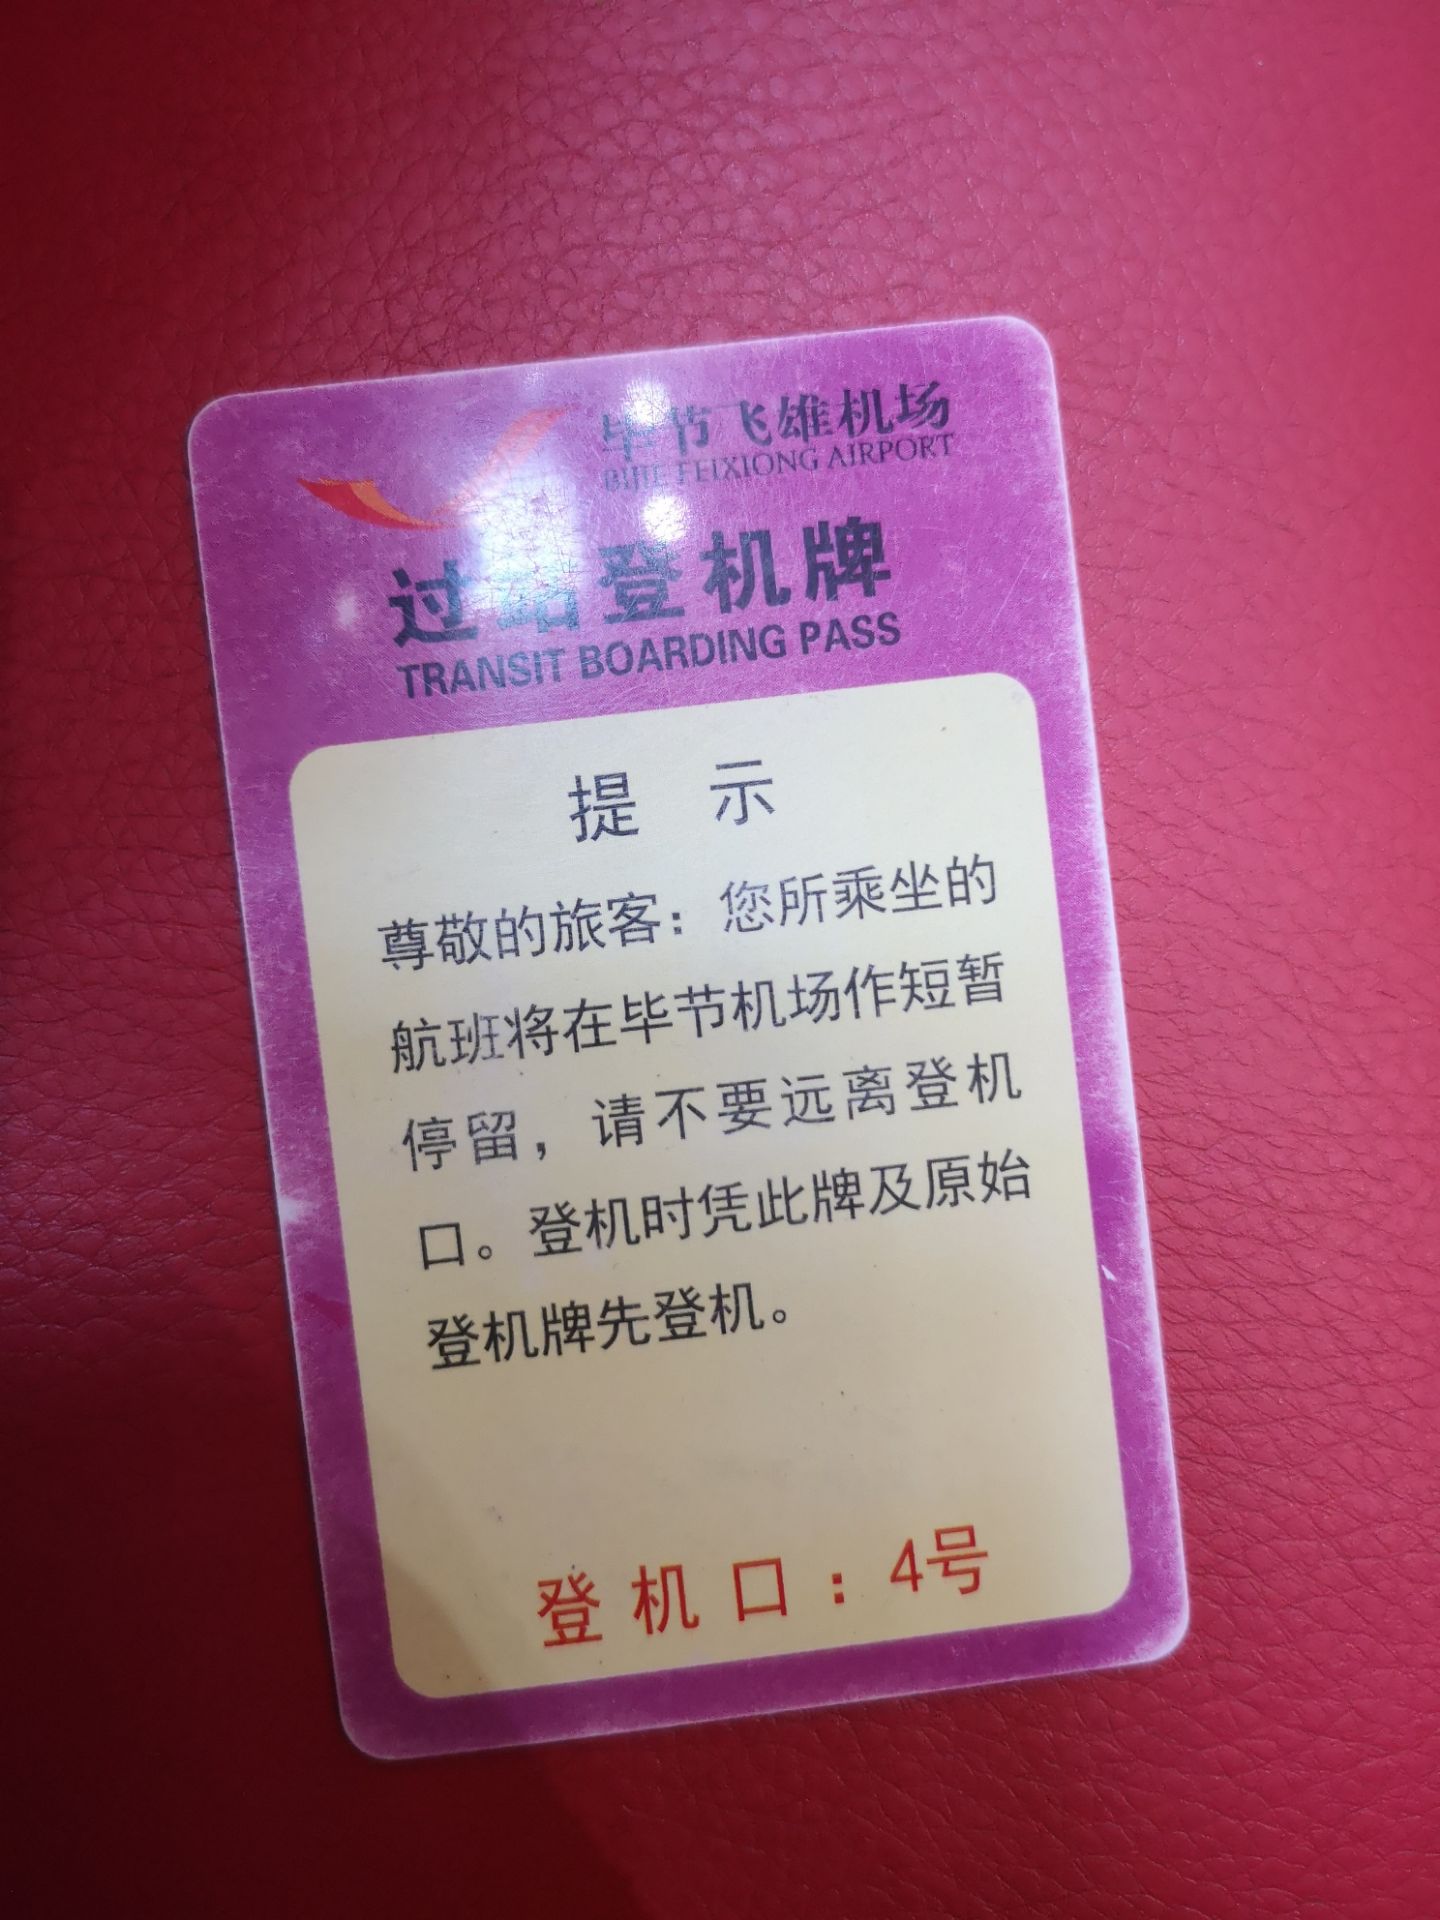 毕节飞雄机场
BIJIE FEIXIONG AIRPORT
过站登机牌
TRANSIT BOARDING PASS
提 示
尊敬的旅客：您所乘坐的
航班将在毕节机场作短暂
停留，请不要远离登机
口。登机时凭此牌及原始
登机牌先登机。
登机口：4号